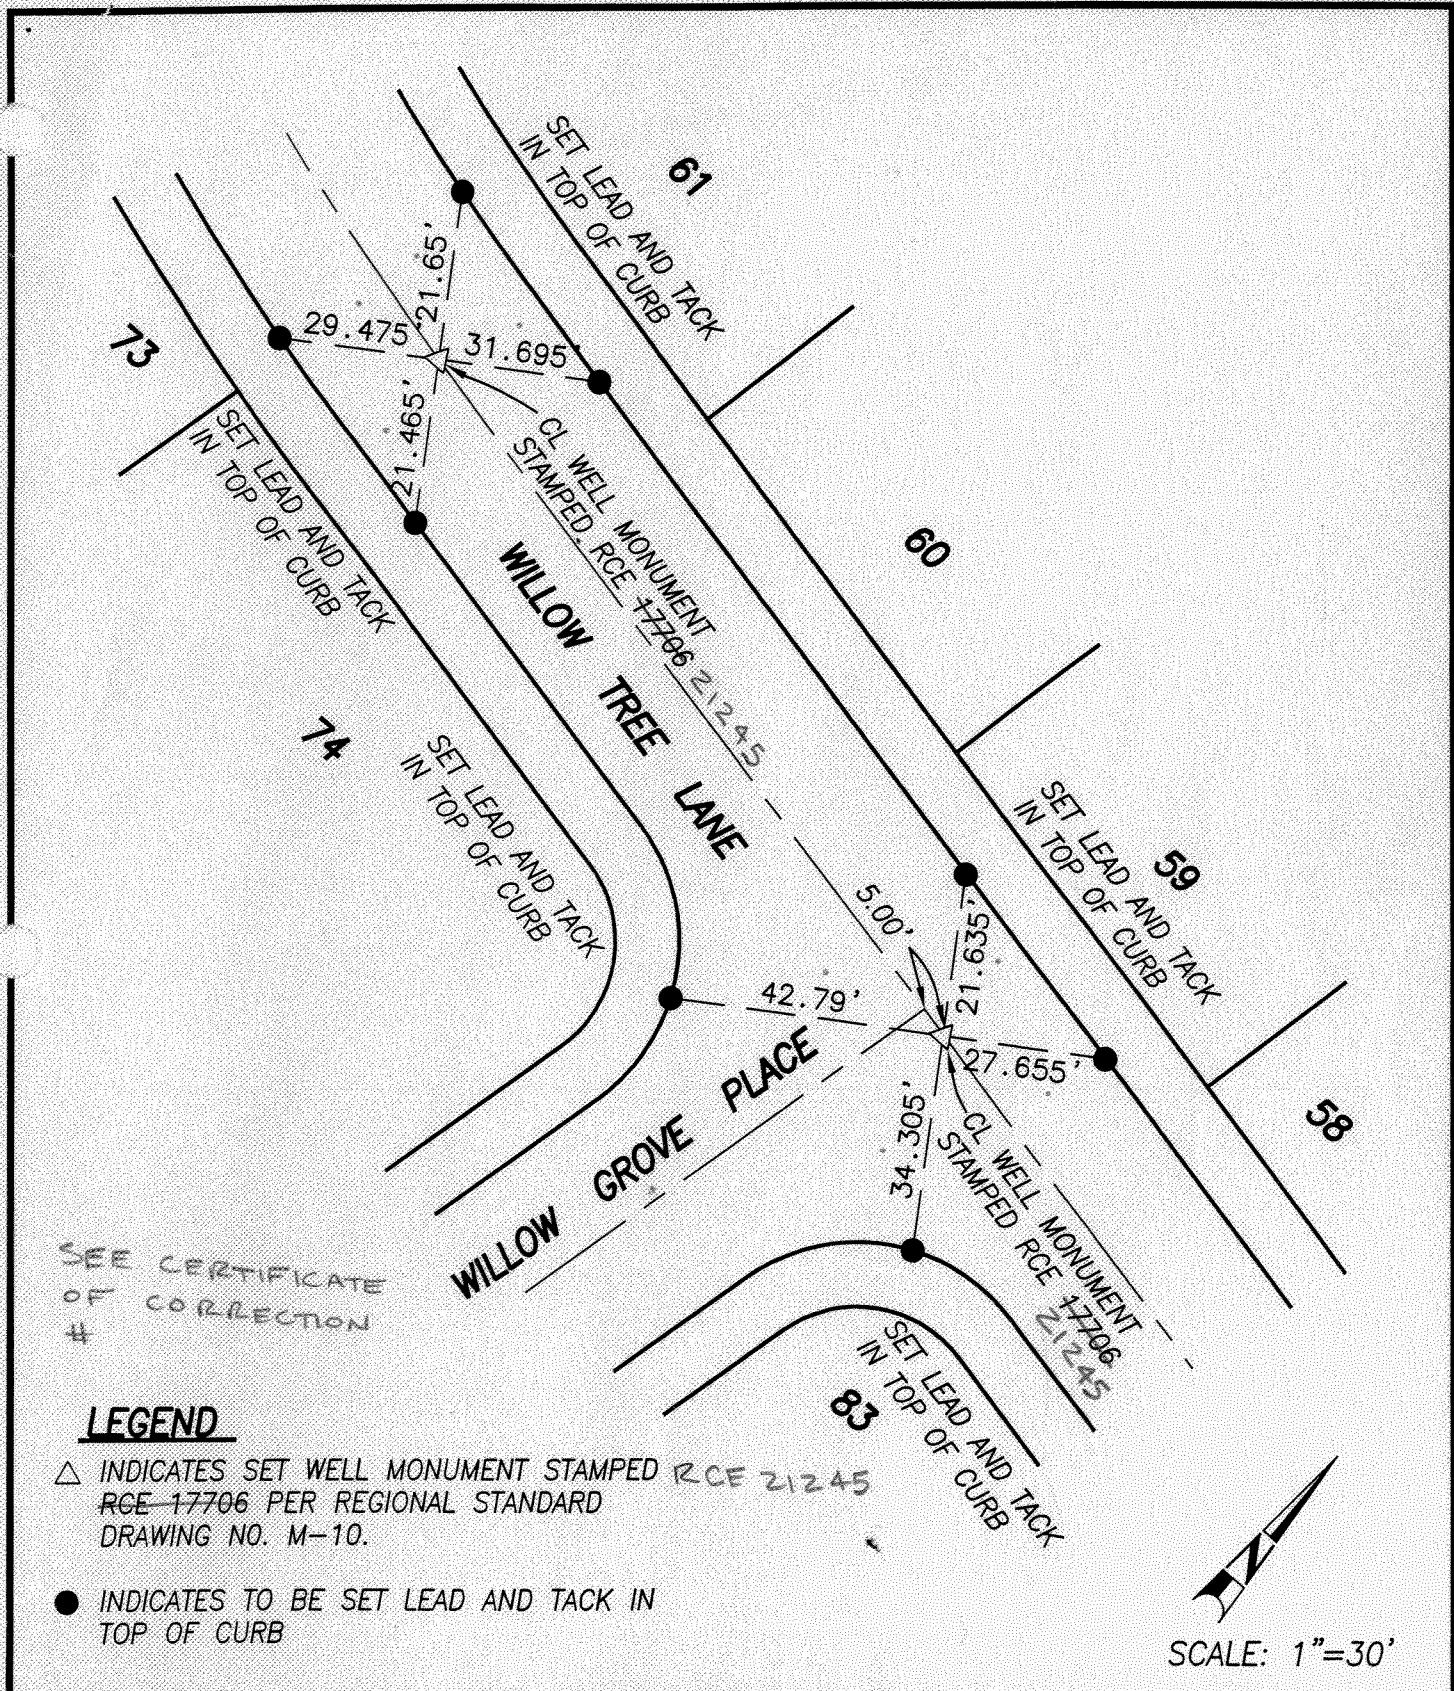 SET LEAD AND TACK
IN TOP OF CURB
61
21.65'
29.475'
31.695'
73
21.465'
SET LEAD AND TACK
IN TOP OF CURB
CL WELL MONUMENT
STAMPED RCE 17706 21245
60
WILLOW TREE LANE
74
SET LEAD AND TACK
IN TOP OF CURB
SET LEAD AND TACK
IN TOP OF CURB
59
5.00'
21.635'
42.79'
27.655'
34.305'
58
WILLOW GROVE PLACE
CL WELL MONUMENT
STAMPED RCE 17706
21245
SEE CERTIFICATE
OF CORRECTION
#
SET LEAD AND TACK
IN TOP OF CURB
83
LEGEND
△ INDICATES SET WELL MONUMENT STAMPED RCE 21245
RCE 17706 PER REGIONAL STANDARD
DRAWING NO. M-10.
● INDICATES TO BE SET LEAD AND TACK IN
TOP OF CURB
N
SCALE: 1"=30'